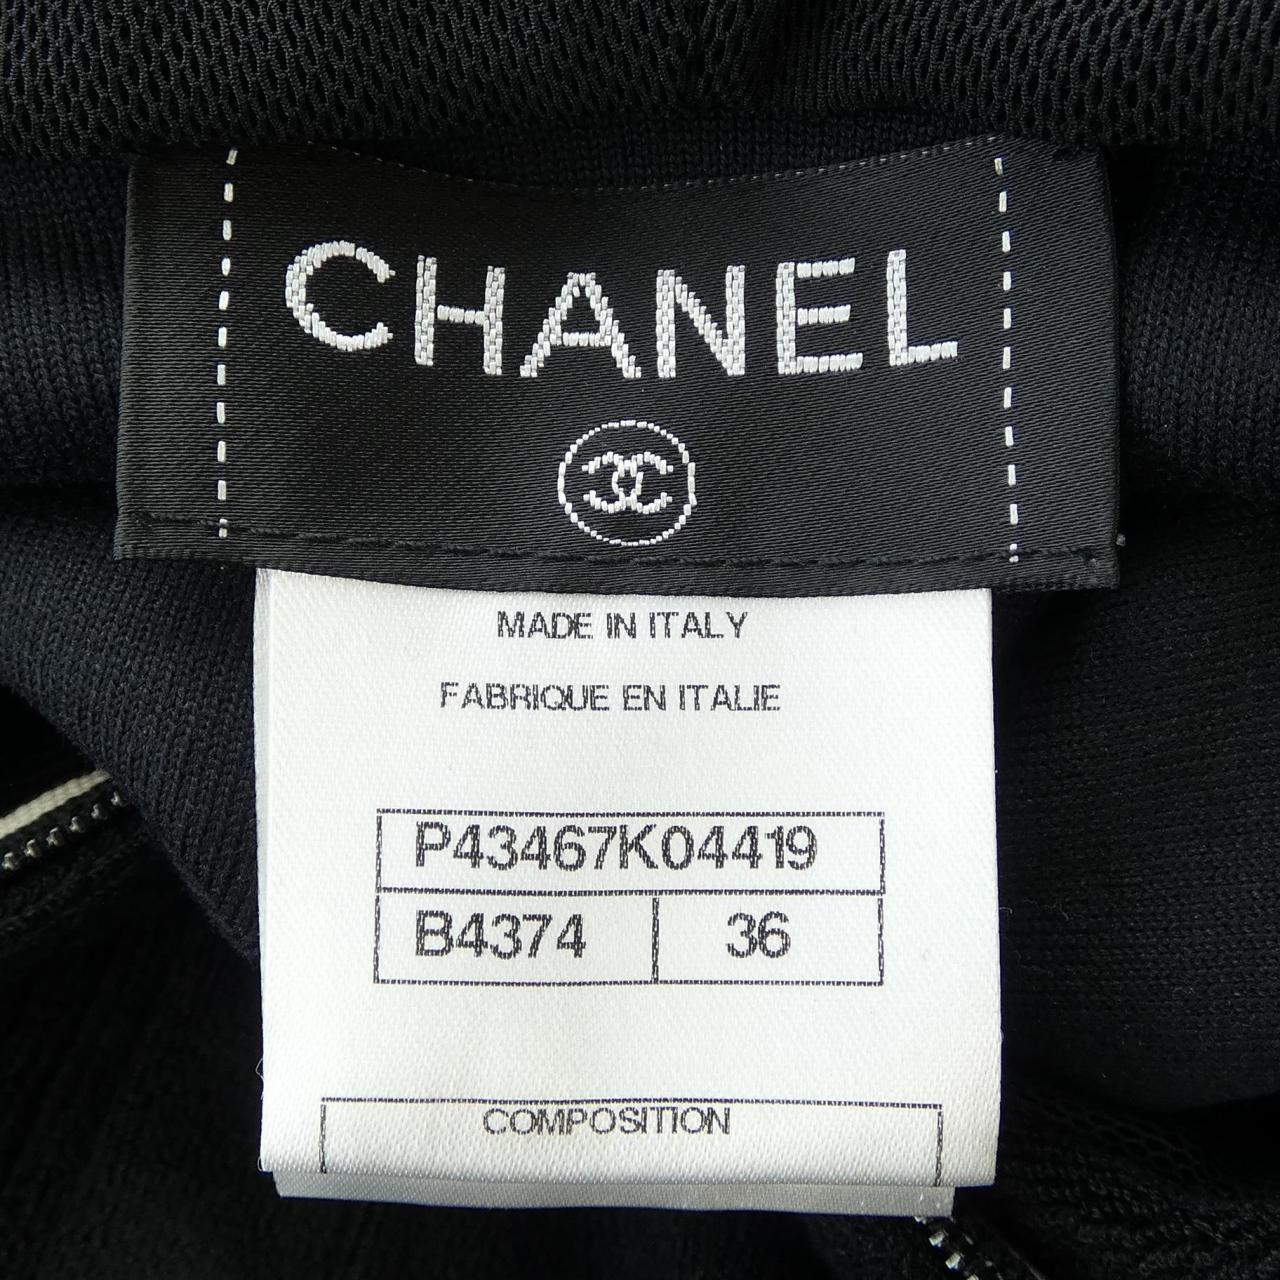 CHANEL
MADE IN ITALY
FABRIQUE EN ITALIE
P43467K04419
B4374 36
COMPOSITION